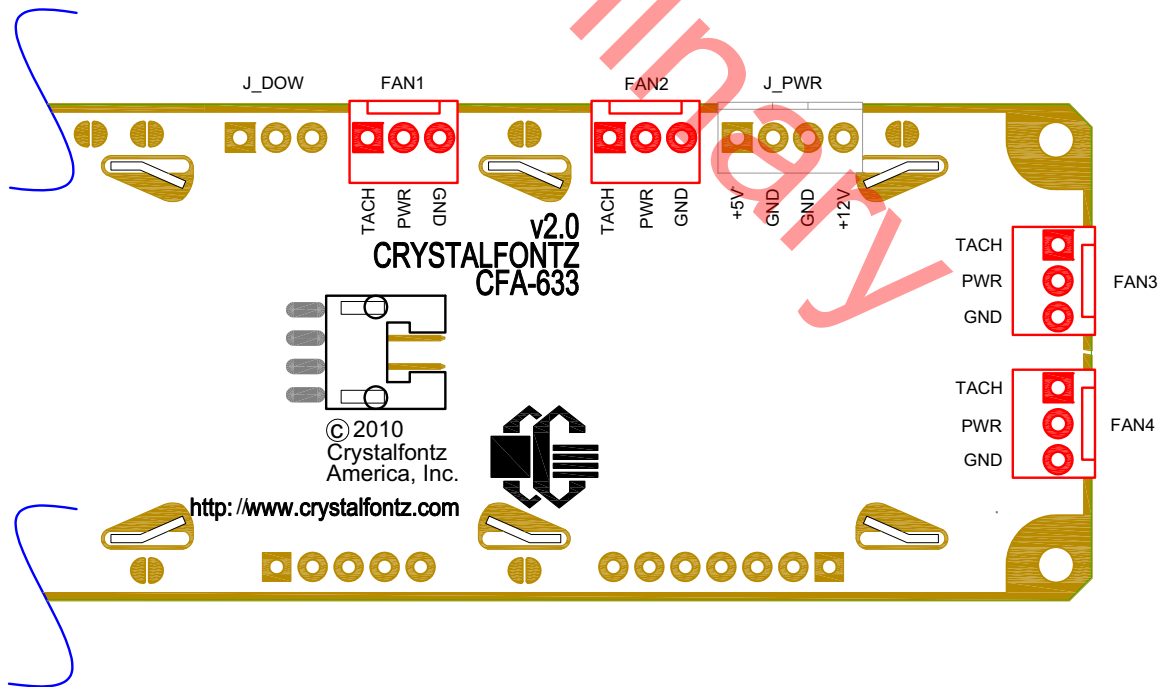 J_DOW
FAN1
FAN2
J_PWR
TACH
PWR
GND
TACH
PWR
GND
+5V
GND
GND
+12V
v2.0
CRYSTALFONTZ
CFA-633
TACH
PWR
GND
FAN3
TACH
PWR
GND
FAN4
© 2010
Crystalfontz
America, Inc.
http://www.crystalfontz.com
inary